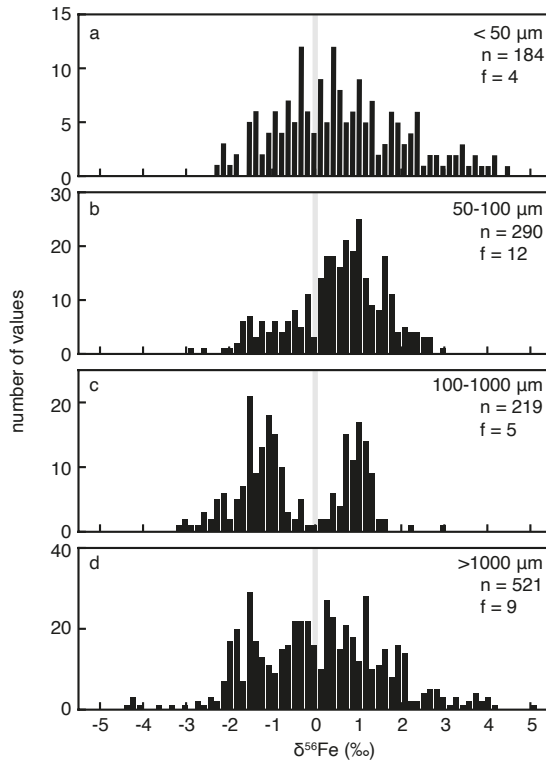 number of values
a
< 50 µm
n = 184
f = 4
15
10
5
0
b
50-100 µm
n = 290
f = 12
30
20
10
0
c
100-1000 µm
n = 219
f = 5
20
10
0
d
>1000 µm
n = 521
f = 9
40
20
0
-5 -4 -3 -2 -1 0 1 2 3 4 5
δ⁵⁶Fe (‰)